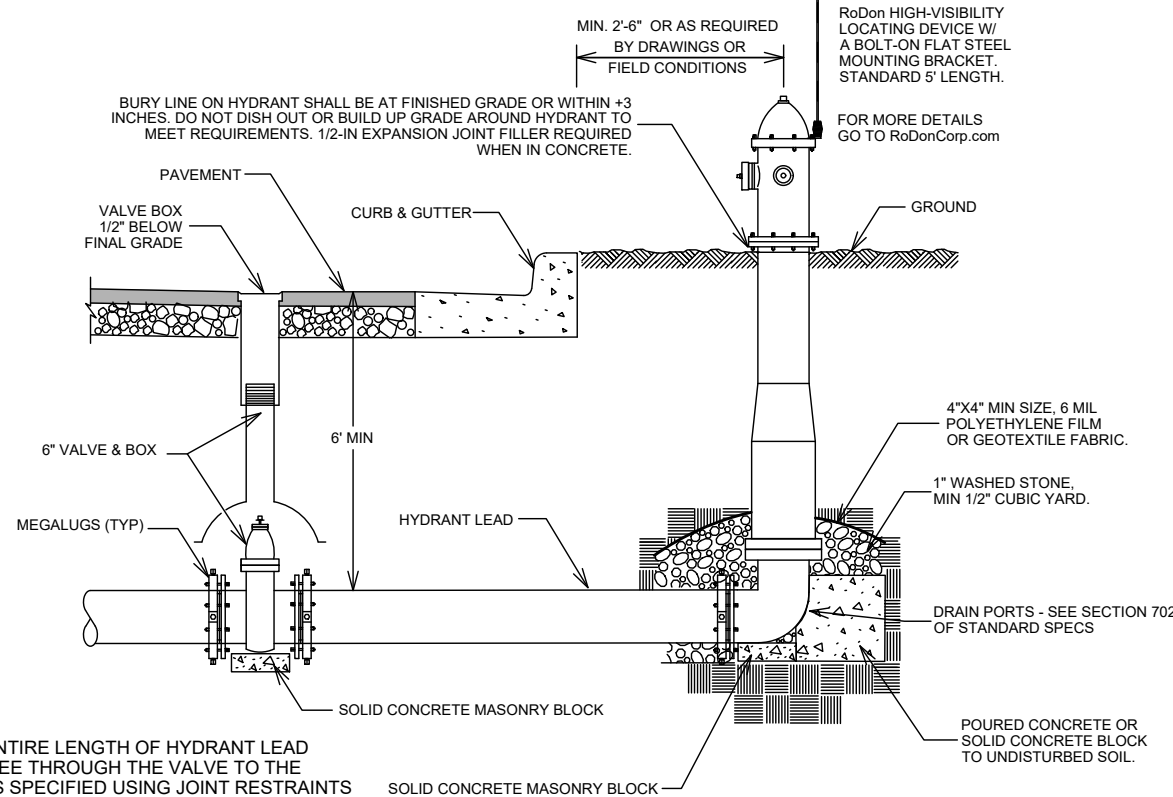 MIN. 2'-6" OR AS REQUIRED
BY DRAWINGS OR
FIELD CONDITIONS
RoDon HIGH-VISIBILITY
LOCATING DEVICE W/
A BOLT-ON FLAT STEEL
MOUNTING BRACKET.
STANDARD 5' LENGTH.
FOR MORE DETAILS
GO TO RoDonCorp.com
BURY LINE ON HYDRANT SHALL BE AT FINISHED GRADE OR WITHIN +3
INCHES. DO NOT DISH OUT OR BUILD UP GRADE AROUND HYDRANT TO
MEET REQUIREMENTS. 1/2-IN EXPANSION JOINT FILLER REQUIRED
WHEN IN CONCRETE.
PAVEMENT
VALVE BOX
1/2" BELOW
FINAL GRADE
CURB & GUTTER
GROUND
6" VALVE & BOX
6' MIN
4"X4" MIN SIZE, 6 MIL
POLYETHYLENE FILM
OR GEOTEXTILE FABRIC.
1" WASHED STONE,
MIN 1/2" CUBIC YARD.
MEGALUGS (TYP)
HYDRANT LEAD
DRAIN PORTS - SEE SECTION 702
OF STANDARD SPECS
SOLID CONCRETE MASONRY BLOCK
POURED CONCRETE OR
SOLID CONCRETE BLOCK
TO UNDISTURBED SOIL.
LENGTH OF HYDRANT LEAD
THROUGH THE VALVE TO THE
SPECIFIED USING JOINT RESTRAINTS
SOLID CONCRETE MASONRY BLOCK